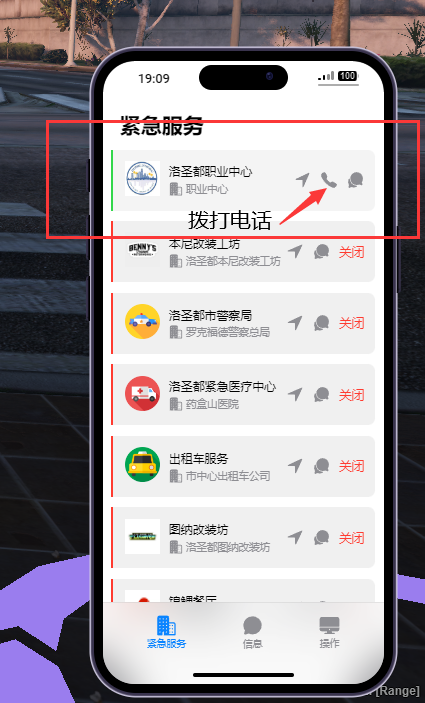 19:09
100
紧急服务
洛圣都职业中心
职业中心
拨打电话
本尼改装工坊
洛圣都本尼改装工坊
关闭
BENNY'S
洛圣都市警察局
罗克福德警察总局
关闭
洛圣都紧急医疗中心
药盒山医院
关闭
出租车服务
市中心出租车公司
关闭
图纳改装坊
洛圣都图纳改装坊
关闭
锦鲤餐厅
紧急服务
信息
操作
[Range]